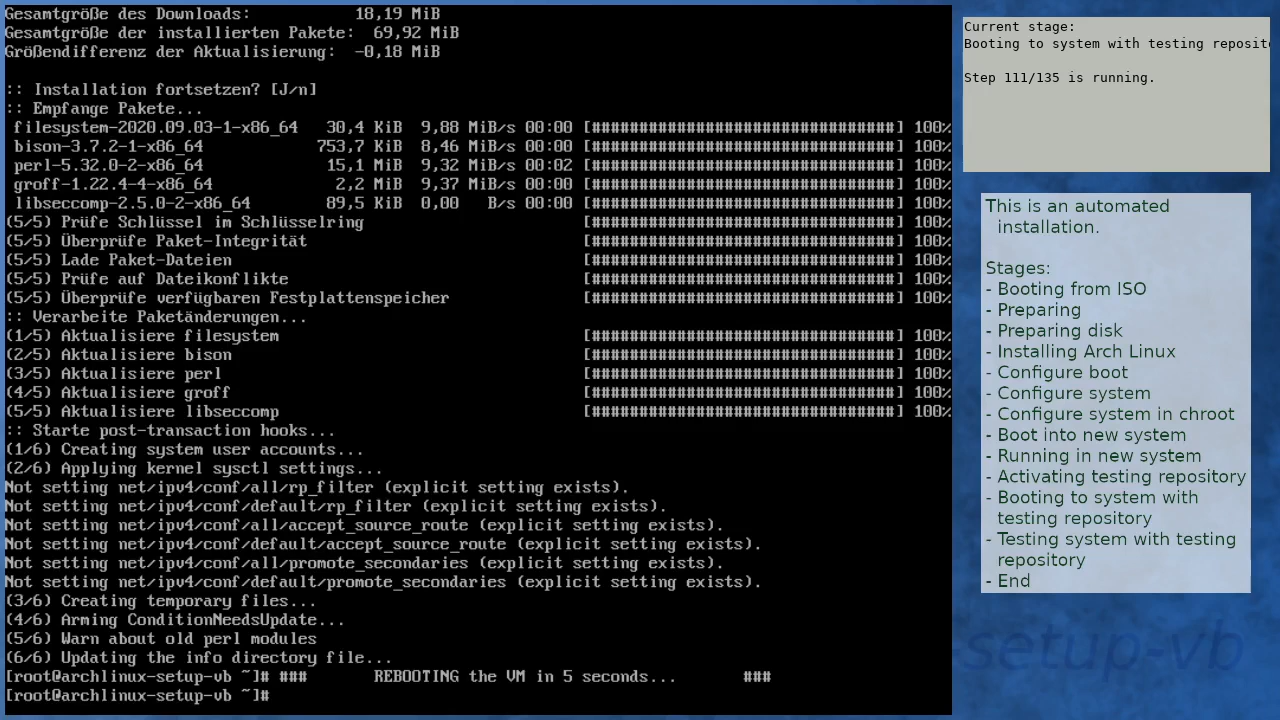 Gesamtgröße des Downloads:           18,19 MiB
Gesamtgröße der installierten Pakete:  69,92 MiB
Größendifferenz der Aktualisierung:  -0,18 MiB
:: Installation fortsetzen? [J/n]
:: Empfange Pakete...
filesystem-2020.09.03-1-x86_64   30,4 KiB  9,88 MiB/s 00:00 [################################] 100%
bison-3.7.2-1-x86_64            753,7 KiB  8,46 MiB/s 00:00 [################################] 100%
perl-5.32.0-2-x86_64             15,1 MiB  9,32 MiB/s 00:02 [################################] 100%
groff-1.22.4-4-x86_64             2,2 MiB  9,37 MiB/s 00:00 [################################] 100%
libseccomp-2.5.0-2-x86_64        89,5 KiB  0,00   B/s 00:00 [################################] 100%
(5/5) Prüfe Schlüssel im Schlüsselring                       [################################] 100%
(5/5) Überprüfe Paket-Integrität                             [################################] 100%
(5/5) Lade Paket-Dateien                                     [################################] 100%
(5/5) Prüfe auf Dateikonflikte                               [################################] 100%
(5/5) Überprüfe verfügbaren Festplattenspeicher              [################################] 100%
:: Verarbeite Paketänderungen...
(1/5) Aktualisiere filesystem                                [################################] 100%
(2/5) Aktualisiere bison                                     [################################] 100%
(3/5) Aktualisiere perl                                      [################################] 100%
(4/5) Aktualisiere groff                                     [################################] 100%
(5/5) Aktualisiere libseccomp                                [################################] 100%
:: Starte post-transaction hooks...
(1/6) Creating system user accounts...
(2/6) Applying kernel sysctl settings...
Not setting net/ipv4/conf/all/rp_filter (explicit setting exists).
Not setting net/ipv4/conf/default/rp_filter (explicit setting exists).
Not setting net/ipv4/conf/all/accept_source_route (explicit setting exists).
Not setting net/ipv4/conf/default/accept_source_route (explicit setting exists).
Not setting net/ipv4/conf/all/promote_secondaries (explicit setting exists).
Not setting net/ipv4/conf/default/promote_secondaries (explicit setting exists).
(3/6) Creating temporary files...
(4/6) Arming ConditionNeedsUpdate...
(5/6) Warn about old perl modules
(6/6) Updating the info directory file...
[root@archlinux-setup-vb ~]# ###       REBOOTING the VM in 5 seconds...       ###
[root@archlinux-setup-vb ~]#
Current stage:
Booting to system with testing reposito
Step 111/135 is running.
This is an automated
installation.
Stages:
- Booting from ISO
- Preparing
- Preparing disk
- Installing Arch Linux
- Configure boot
- Configure system
- Configure system in chroot
- Boot into new system
- Running in new system
- Activating testing repository
- Booting to system with
testing repository
- Testing system with testing
repository
- End
setup-vb